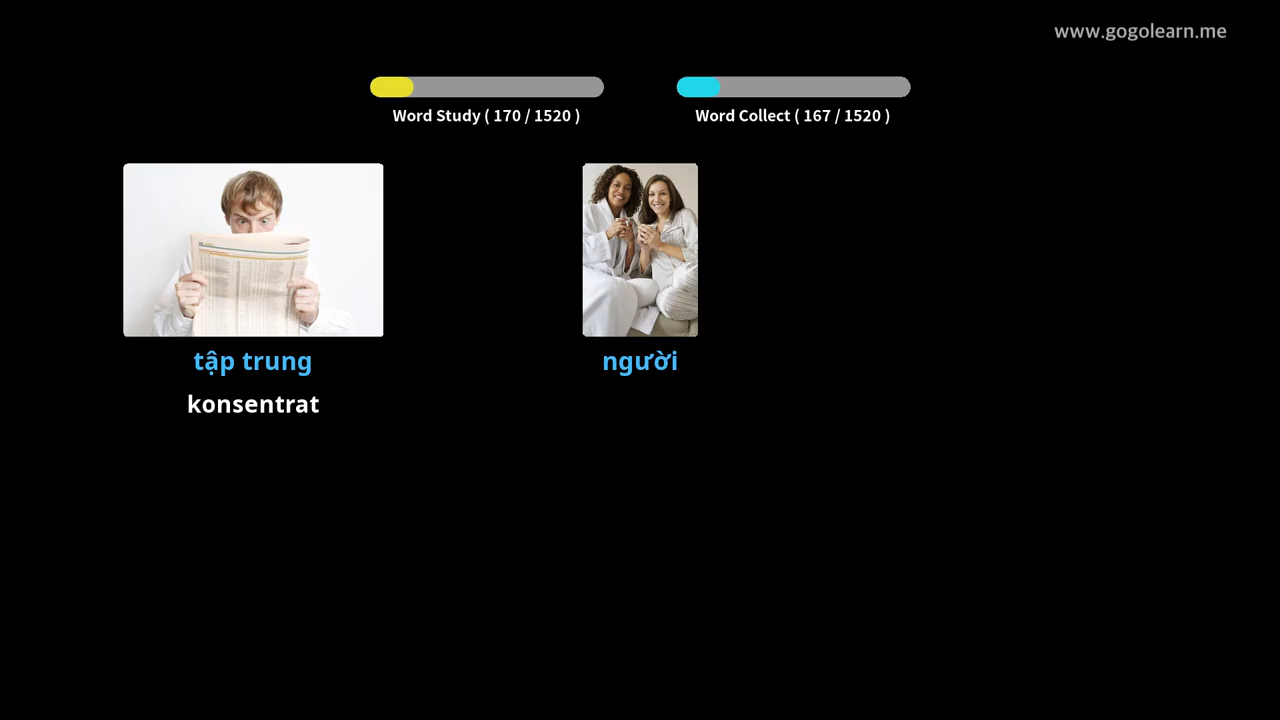 www.gogolearn.me
Word Study ( 170 / 1520 )
Word Collect ( 167 / 1520 )
tập trung
người
konsentrat